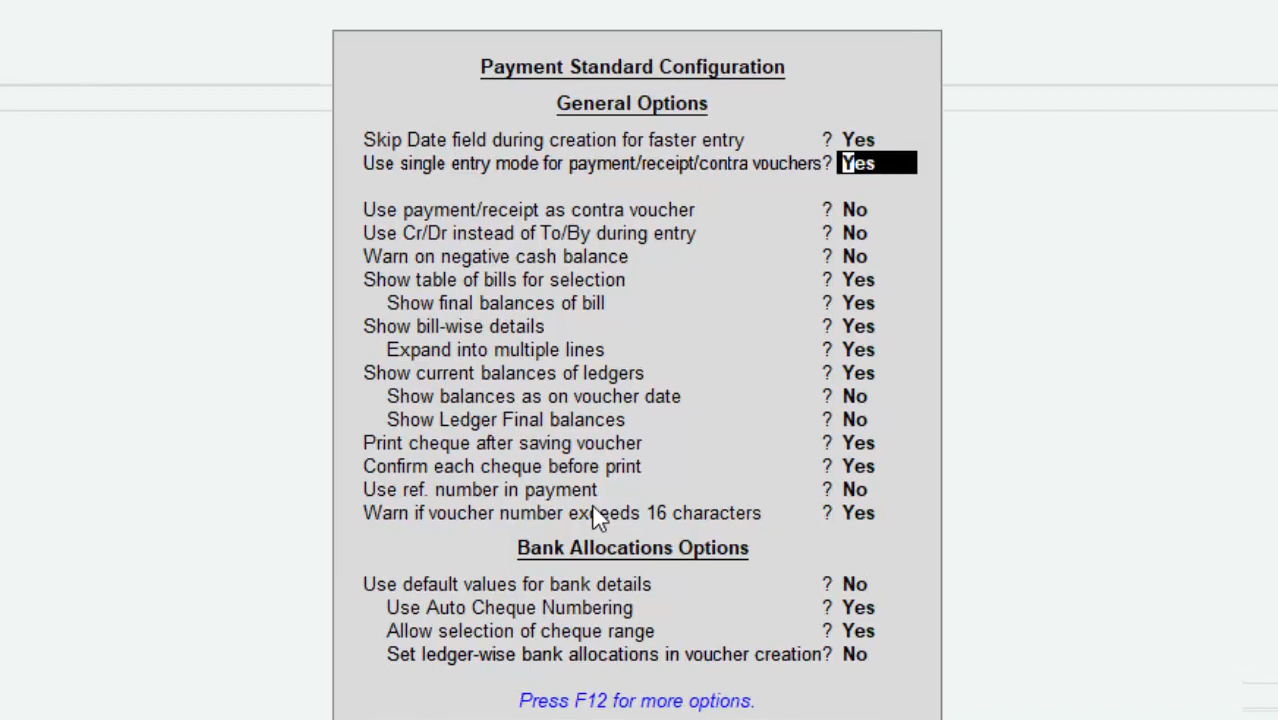 Payment Standard Configuration
General Options
Skip Date field during creation for faster entry ? Yes
Use single entry mode for payment/receipt/contra vouchers? Yes
Use payment/receipt as contra voucher ? No
Use Cr/Dr instead of To/By during entry ? No
Warn on negative cash balance ? No
Show table of bills for selection ? Yes
Show final balances of bill ? Yes
Show bill-wise details ? Yes
Expand into multiple lines ? Yes
Show current balances of ledgers ? Yes
Show balances as on voucher date ? No
Show Ledger Final balances ? No
Print cheque after saving voucher ? Yes
Confirm each cheque before print ? Yes
Use ref. number in payment ? No
Warn if voucher number exceeds 16 characters ? Yes
Bank Allocations Options
Use default values for bank details ? No
Use Auto Cheque Numbering ? Yes
Allow selection of cheque range ? Yes
Set ledger-wise bank allocations in voucher creation? No
Press F12 for more options.